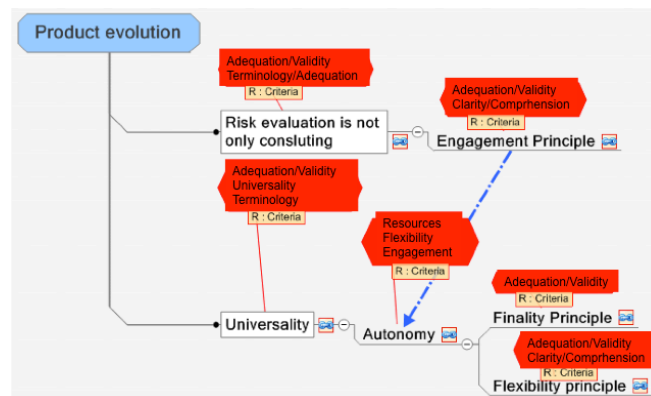 Product evolution
Adequation/Validity
Terminology/Adequation
R : Criteria
Risk evaluation is not
only consluting
Adequation/Validity
Clarity/Comprhension
R : Criteria
Engagement Principle
Adequation/Validity
Universality
Terminology
R : Criteria
Resources
Flexibility
Engagement
R : Criteria
Universality
Autonomy
Adequation/Validity
R : Criteria
Finality Principle
Adequation/Validity
Clarity/Comprhension
R : Criteria
Flexibility principle